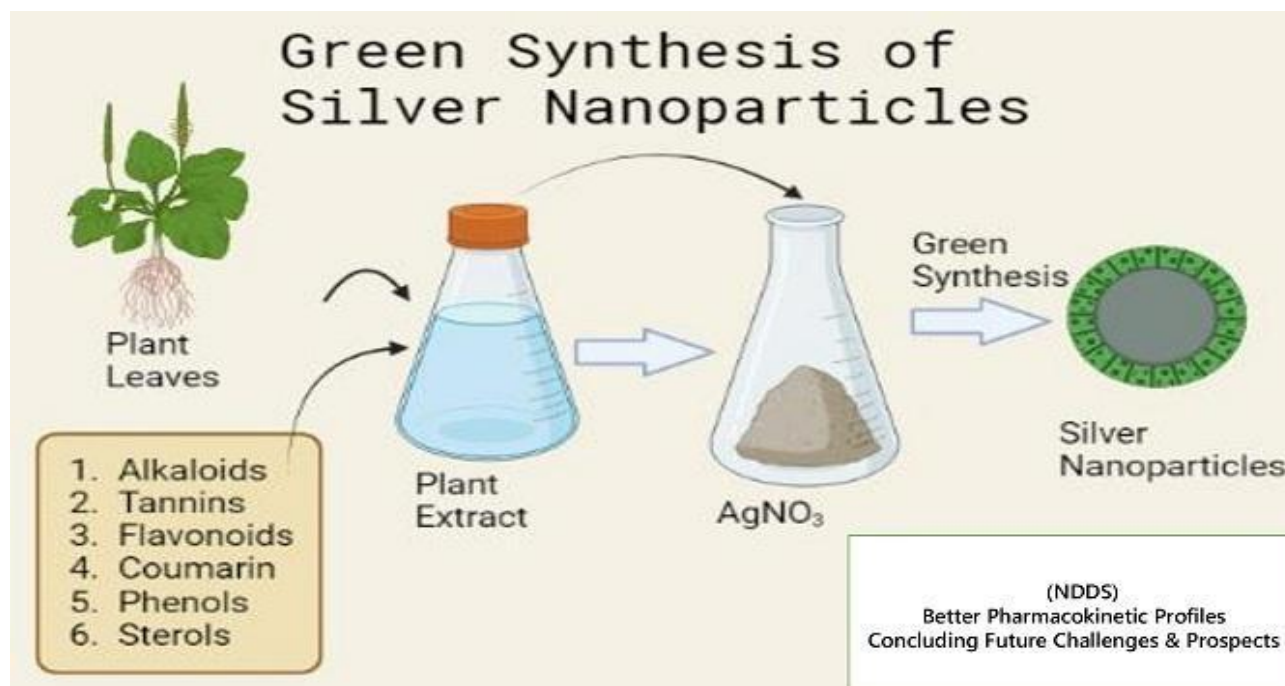 Green Synthesis of
Silver Nanoparticles
Plant
Leaves
1. Alkaloids
2. Tannins
3. Flavonoids
4. Coumarin
5. Phenols
6. Sterols
Plant
Extract
AgNO₃
Green
Synthesis
Silver
Nanoparticles
(NDDS)
Better Pharmacokinetic Profiles
Concluding Future Challenges & Prospects